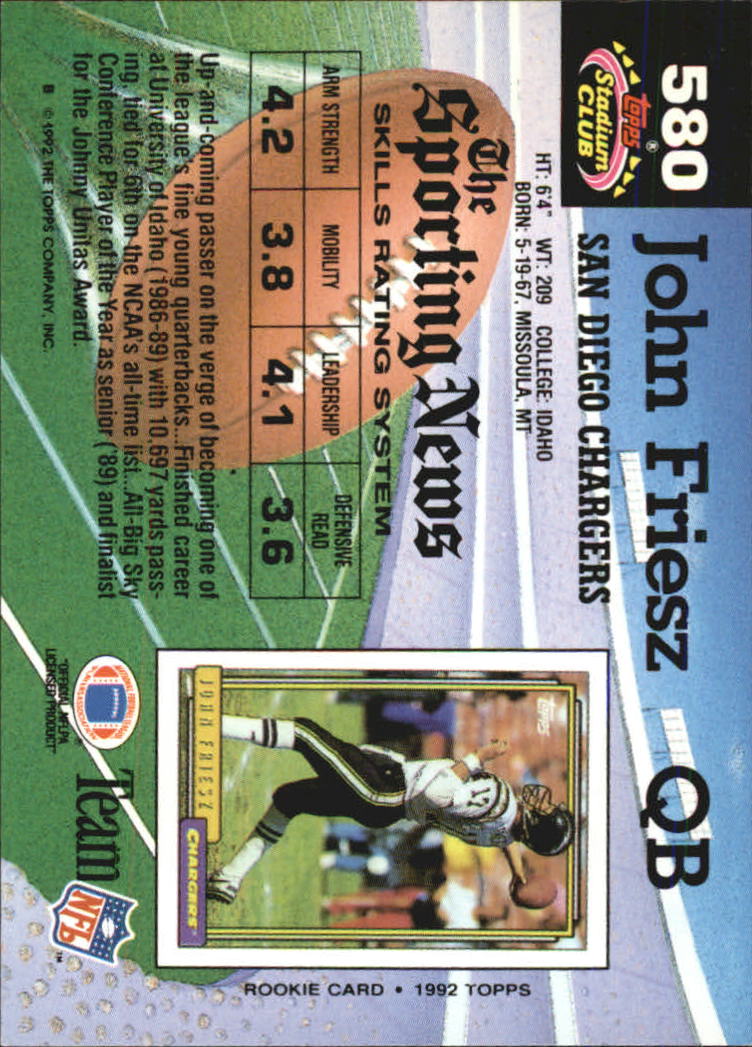 580
John Friesz QB
topps®
Stadium
CLUB
SAN DIEGO CHARGERS
HT: 6'4" WT: 209 COLLEGE: IDAHO
BORN: 5-19-67, MISSOULA, MT
The
Sporting News
SKILLS RATING SYSTEM
ARM STRENGTH MOBILITY LEADERSHIP DEFENSIVE READ
4.2 3.8 4.1 3.6
Up-and-coming passer on the verge of becoming one of
the league's fine young quarterbacks...Finished career
at University of Idaho (1986-89) with 10,697 yards pass-
ing, tied for 6th on the NCAA's all-time list...All-Big Sky
Conference Player of the Year as senior ('89) and finalist
for the Johnny Unitas Award.
B © 1992 THE TOPPS COMPANY, INC.
TOPPS
17
JOHN FRIESZ
CHARGERS
ROOKIE CARD • 1992 TOPPS
"OFFICIAL NFLPA
LICENSED PRODUCT"
Team
NFL
™